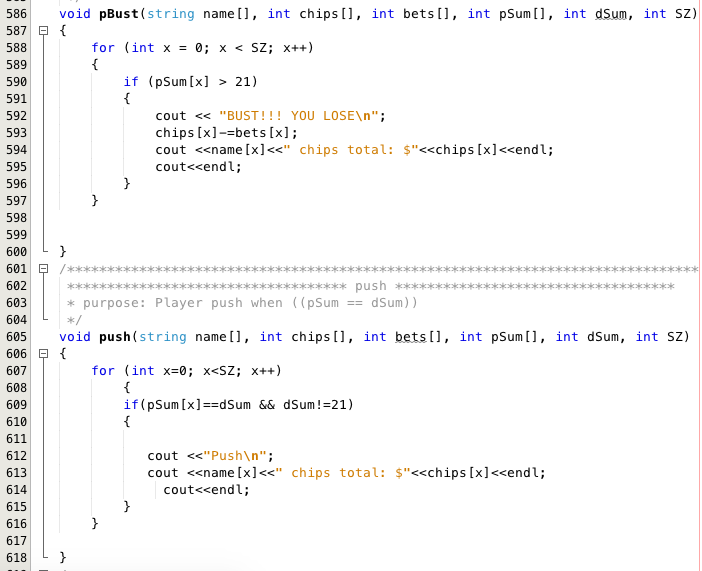 586 void pBust(string name[], int chips[], int bets[], int pSum[], int dSum, int SZ)
587 {
588 for (int x = 0; x < SZ; x++)
589 {
590 if (pSum[x] > 21)
591 {
592 cout << "BUST!!! YOU LOSE\n";
593 chips[x]-=bets[x];
594 cout <<name[x]<<" chips total: $"<<chips[x]<<endl;
595 cout<<endl;
596 }
597 }
598
599
600 }
601 /*******************************************************************************
602 *********************************** push ***********************************
603 * purpose: Player push when ((pSum == dSum))
604 */
605 void push(string name[], int chips[], int bets[], int pSum[], int dSum, int SZ)
606 {
607 for (int x=0; x<SZ; x++)
608 {
609 if(pSum[x]==dSum && dSum!=21)
610 {
611
612 cout <<"Push\n";
613 cout <<name[x]<<" chips total: $"<<chips[x]<<endl;
614 cout<<endl;
615 }
616 }
617
618 }